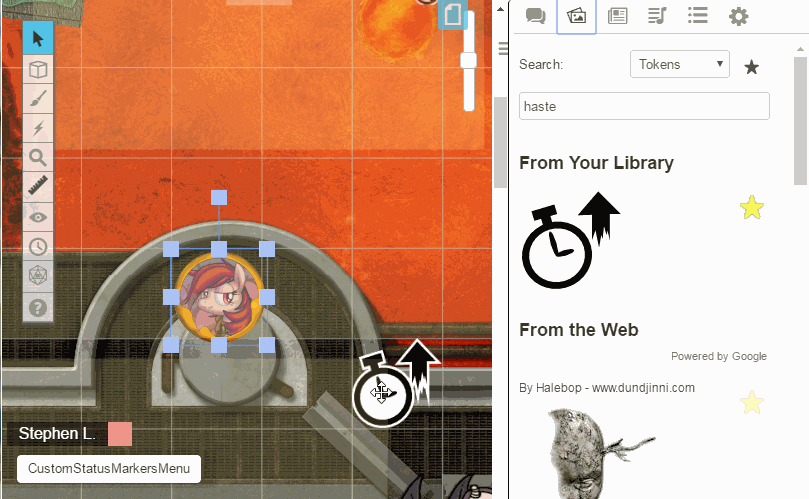 Search:
Tokens
haste
From Your Library
From the Web
Powered by Google
By Halebop - www.dundjinni.com
Stephen L.
CustomStatusMarkersMenu